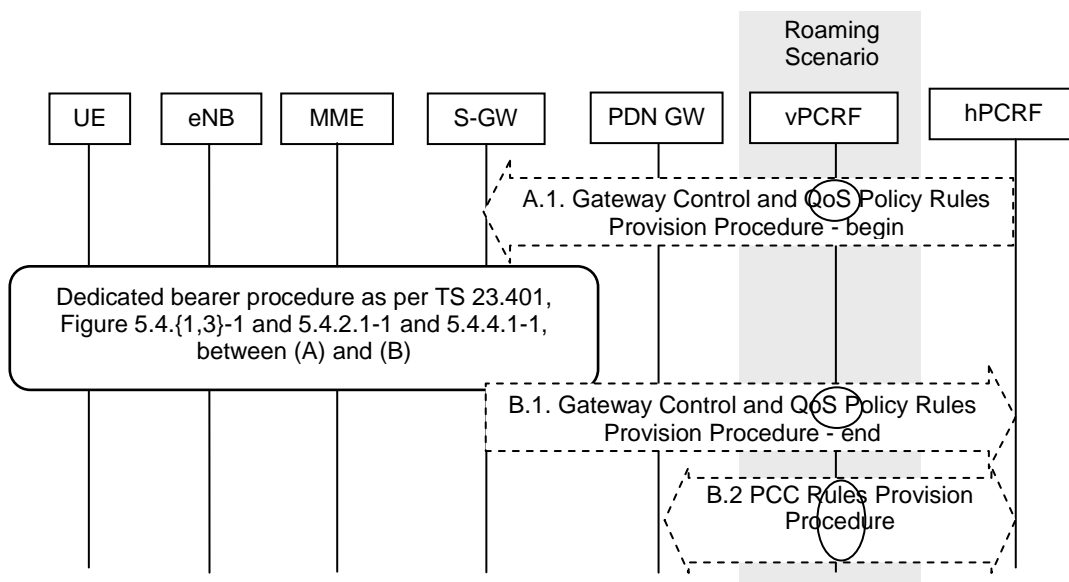 Roaming
Scenario
UE
eNB
MME
S-GW
PDN GW
vPCRF
hPCRF
A.1. Gateway Control and QoS Policy Rules
Provision Procedure - begin
Dedicated bearer procedure as per TS 23.401,
Figure 5.4.{1,3}-1 and 5.4.2.1-1 and 5.4.4.1-1,
between (A) and (B)
B.1. Gateway Control and QoS Policy Rules
Provision Procedure - end
B.2 PCC Rules Provision
Procedure